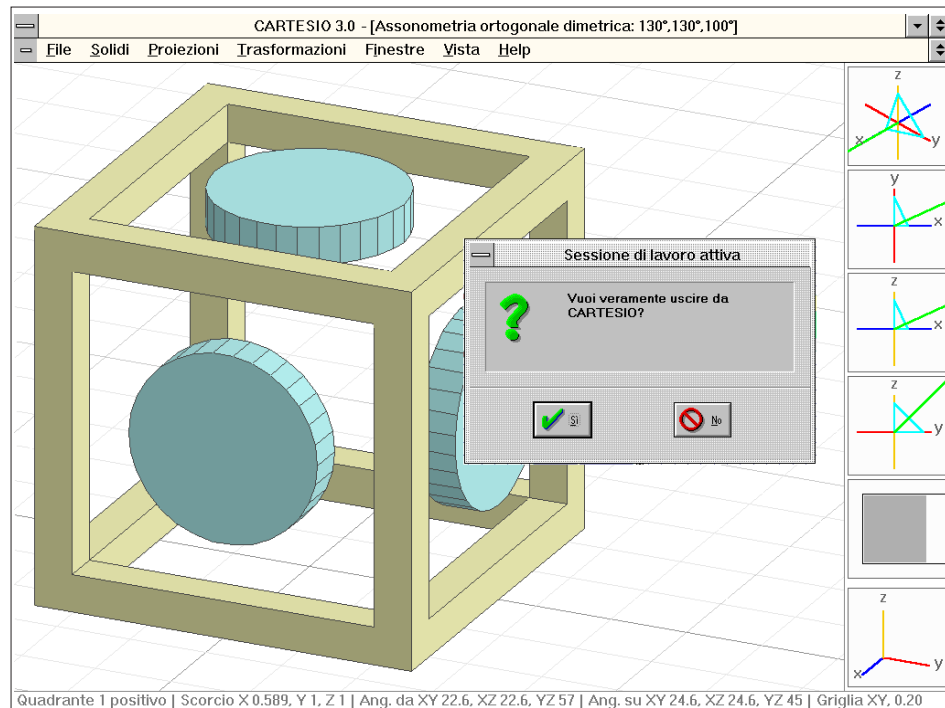 CARTESIO 3.0 - [Assonometria ortogonale dimetrica: 130°,130°,100°]
File Solidi Proiezioni Trasformazioni Finestre Vista Help
z
x y
y
x
z
x
z
y
Sessione di lavoro attiva
Vuoi veramente uscire da
CARTESIO?
Sì No
z
y
x
Quadrante 1 positivo | Scorcio X 0.589, Y 1, Z 1 | Ang. da XY 22.6, XZ 22.6, YZ 57 | Ang. su XY 24.6, XZ 24.6, YZ 45 | Griglia XY, 0.20